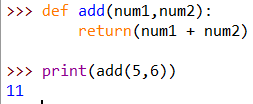 >>> def add(num1,num2):
        return(num1 + num2)
>>> print(add(5,6))
11